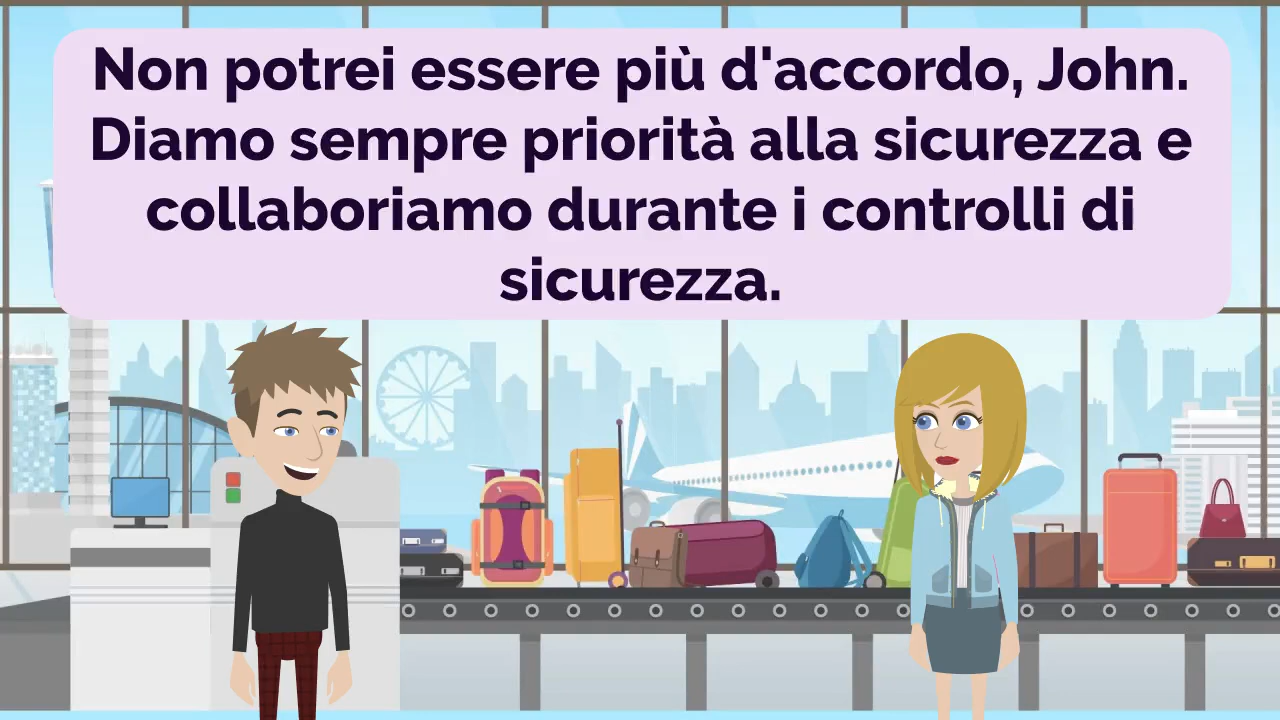 Non potrei essere più d'accordo, John.
Diamo sempre priorità alla sicurezza e
collaboriamo durante i controlli di
sicurezza.